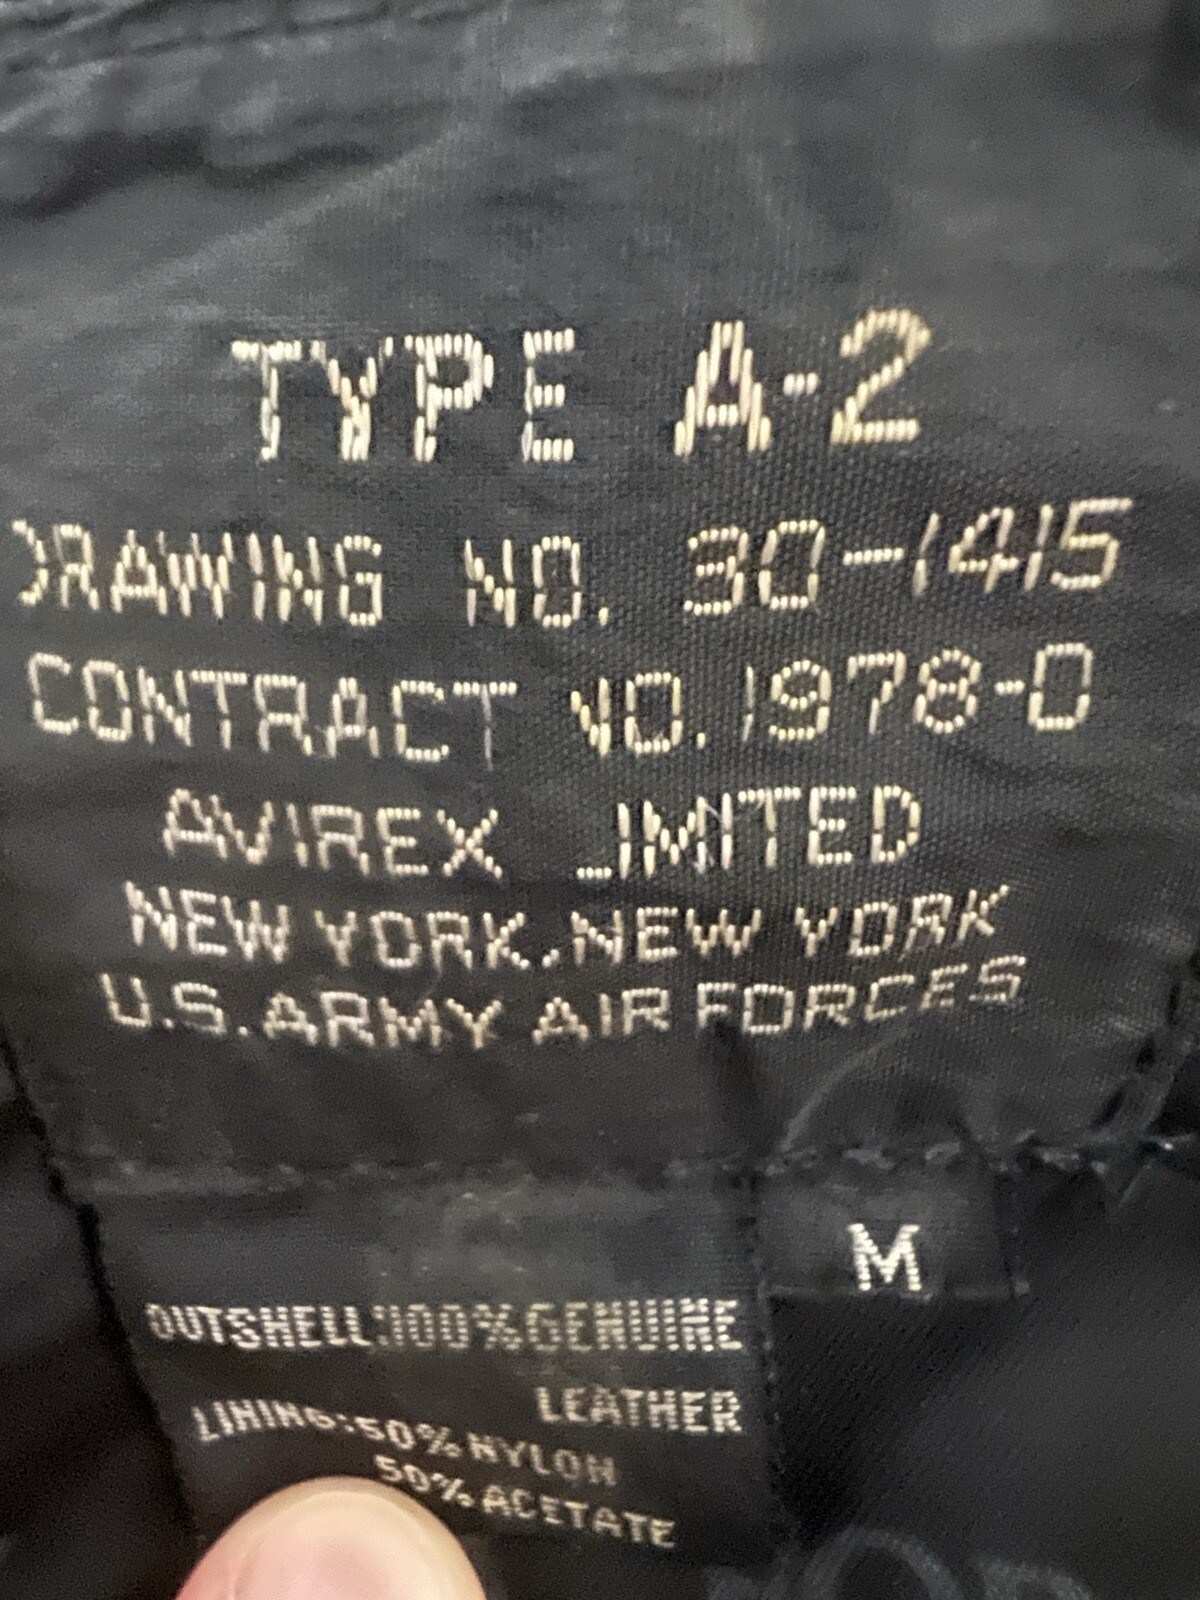 TYPE A-2
DRAWING NO. 30-1415
CONTRACT NO. 1978-0
AVIREX LIMITED
NEW YORK, NEW YORK
U.S. ARMY AIR FORCES
M
OUTSHELL:100% GENUINE
LEATHER
LINING:50% NYLON
50% ACETATE